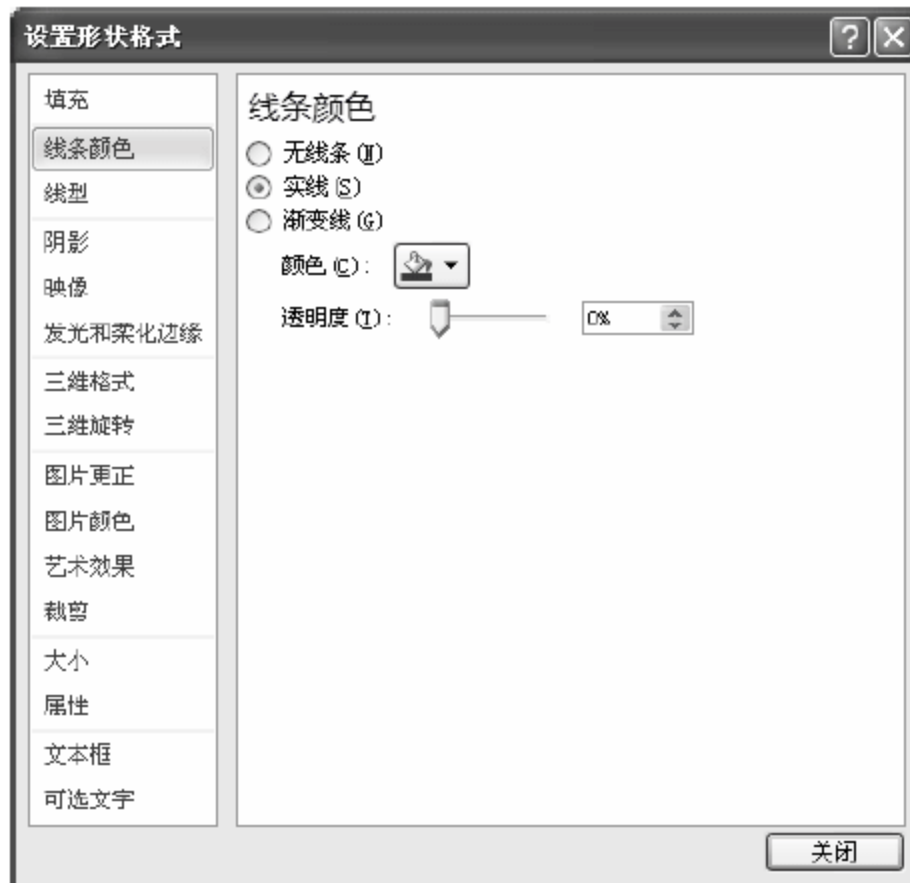 设置形状格式
填充
线条颜色
线型
阴影
映像
发光和柔化边缘
三维格式
三维旋转
图片更正
图片颜色
艺术效果
裁剪
大小
属性
文本框
可选文字
线条颜色
无线条(N)
实线(S)
渐变线(G)
颜色(C):
透明度(T): 0%
关闭